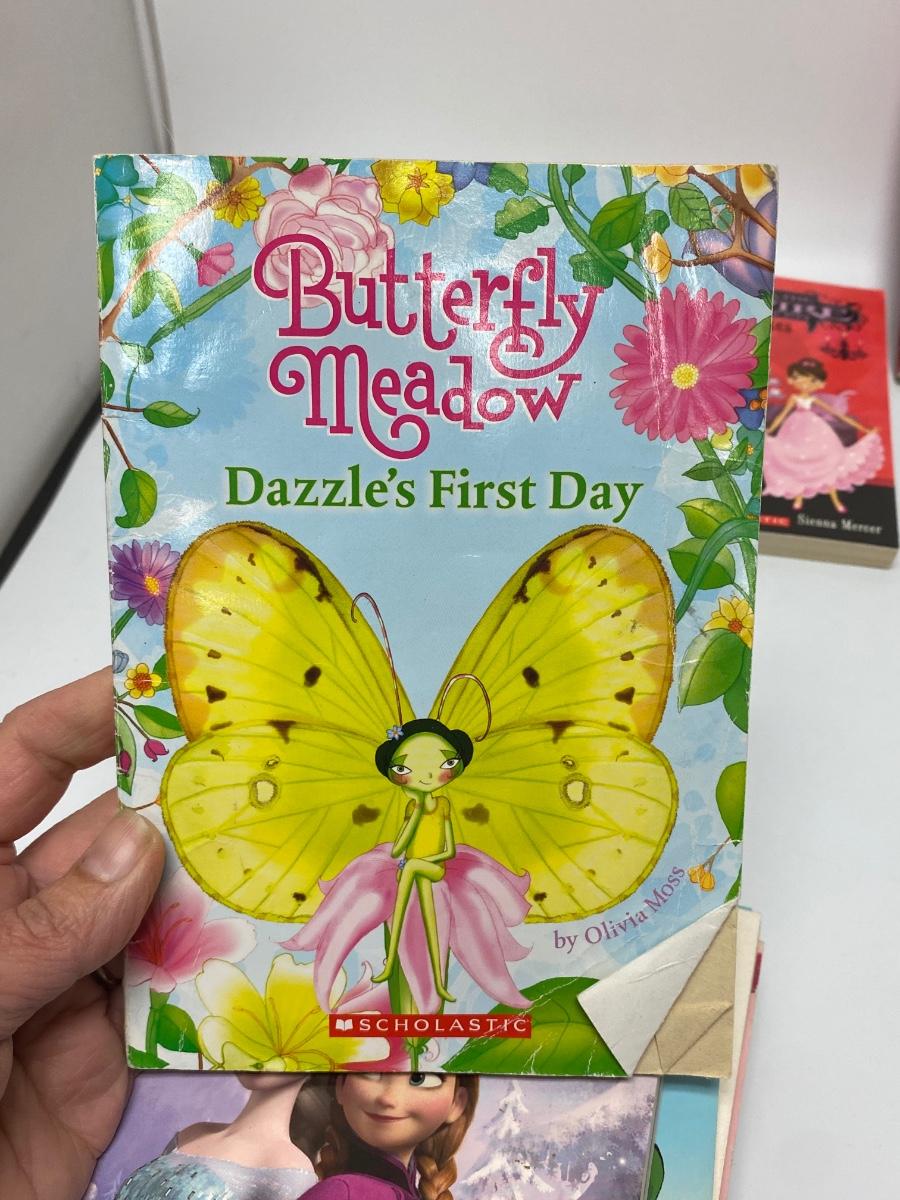 Butterfly
Meadow
Dazzle's First Day
by Olivia Moss
SCHOLASTIC
Sienna Mercer